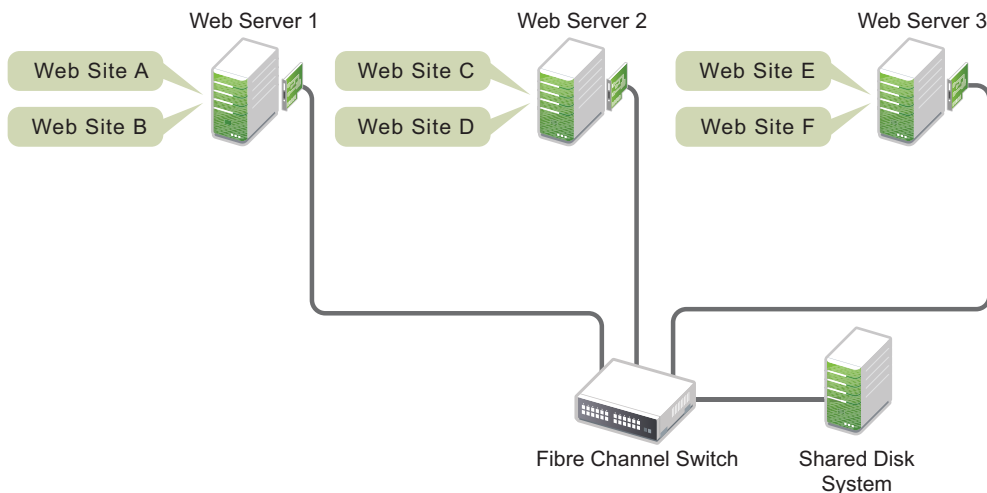 Web Server 1
Web Server 2
Web Server 3
Web Site A
Web Site B
Web Site C
Web Site D
Web Site E
Web Site F
Fibre Channel Switch
Shared Disk
System